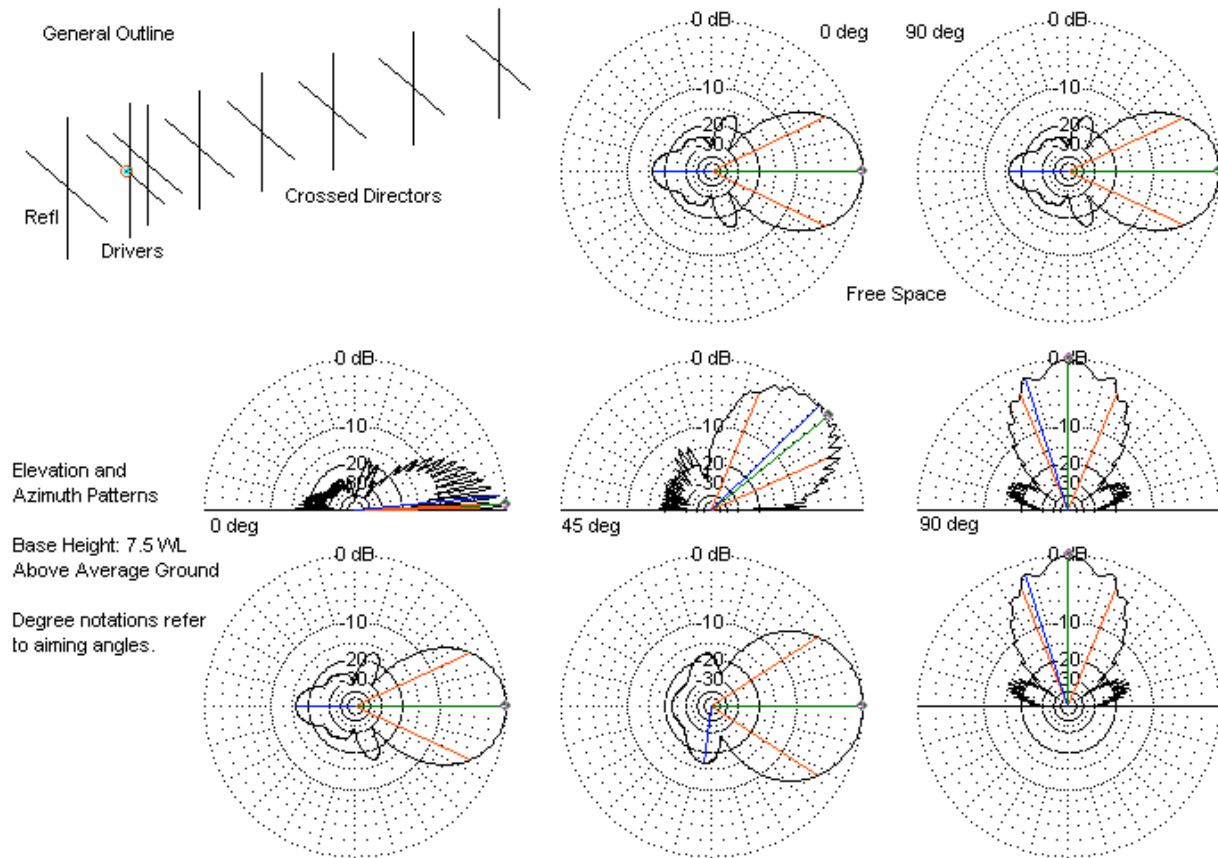 General Outline
Refl
Drivers
Crossed Directors
0 dB
-10
20
30
0 deg
90 deg
0 dB
-10
20
30
Free Space
Elevation and
Azimuth Patterns
Base Height: 7.5 WL
Above Average Ground
Degree notations refer
to aiming angles.
0 dB
-10
20
30
0 deg
0 dB
-10
20
30
45 deg
0 dB
-10
20
30
90 deg
0 dB
-10
20
30
0 dB
-10
20
30
0 dB
-10
20
30